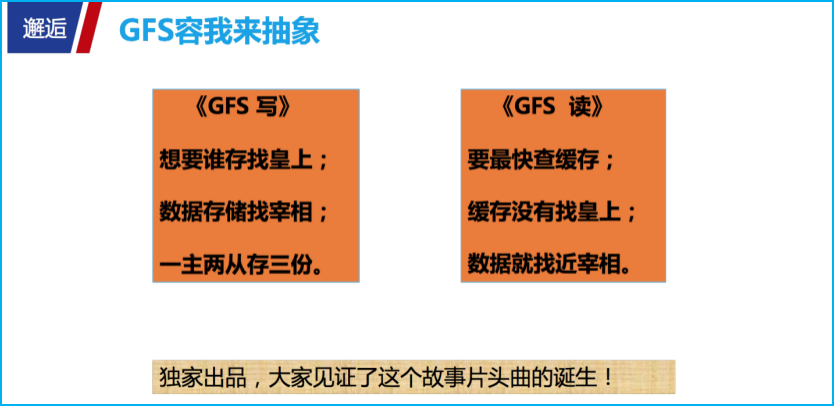 邂逅
GFS容我来抽象
《GFS 写》
想要谁存找皇上；
数据存储找宰相；
一主两从存三份。
《GFS 读》
要最快查缓存；
缓存没有找皇上；
数据就找近宰相。
独家出品，大家见证了这个故事片头曲的诞生！